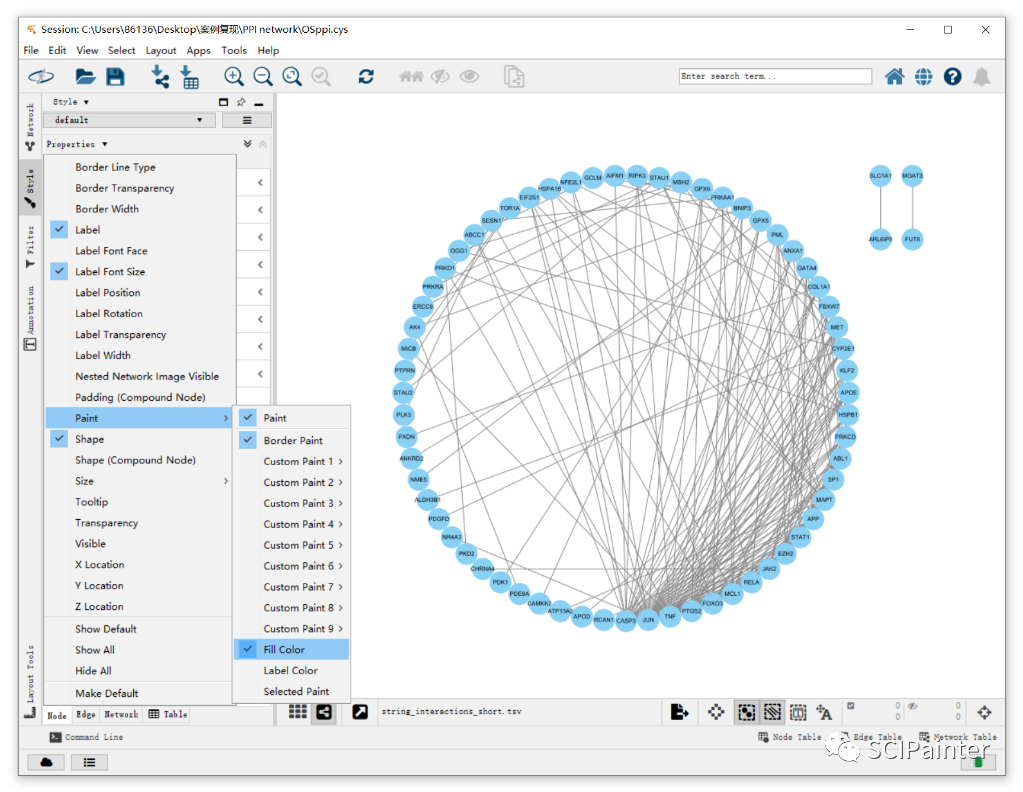 Session: C:\Users\86136\Desktop\案例复现\PPI network\OSppi.cys
File Edit View Select Layout Apps Tools Help
Enter search term...
Network
Style
Filter
Annotation
Layout Tools
Style
default
Properties
Border Line Type
Border Transparency
Border Width
Label
Label Font Face
Label Font Size
Label Position
Label Rotation
Label Transparency
Label Width
Nested Network Image Visible
Padding (Compound Node)
Paint
Shape
Shape (Compound Node)
Size
Tooltip
Transparency
Visible
X Location
Y Location
Z Location
Show Default
Show All
Hide All
Make Default
Paint
Border Paint
Custom Paint 1
Custom Paint 2
Custom Paint 3
Custom Paint 4
Custom Paint 5
Custom Paint 6
Custom Paint 7
Custom Paint 8
Custom Paint 9
Fill Color
Label Color
Selected Paint
AIFM1
RIPK3
STAU1
MSH2
GPX6
PRKAA1
BNIP3
GPX5
PML
ANXA1
GATA4
COL1A1
FBXW7
MET
CYP2E1
KLF2
APOE
HSPB1
PRKCD
ABL1
SP1
MAPT
APP
STAT1
EZH2
JAK2
RELA
MCL1
FOXO3
PTGS2
TNF
JUN
CASP3
RCAN1
APOD
ATP13A2
CAMKK2
PDE8A
PDK1
CHRNA4
PKD2
NR4A3
PDGFD
ALDH3B1
NME5
ANKRD2
PXDN
PLK3
STAU2
PTPRN
MICB
AK4
ERCC8
PRKRA
PRKD1
OGG1
ABCC1
SESN1
TOR1A
EIF2S1
HSPA1B
NFE2L1
GCLM
SLC1A1
MGAT3
ARL6IP5
FUT8
Node Edge Network Table
string_interactions_short.tsv
0 0
0 0
Command Line
Node Table Edge Table Network Table
SCIPainter